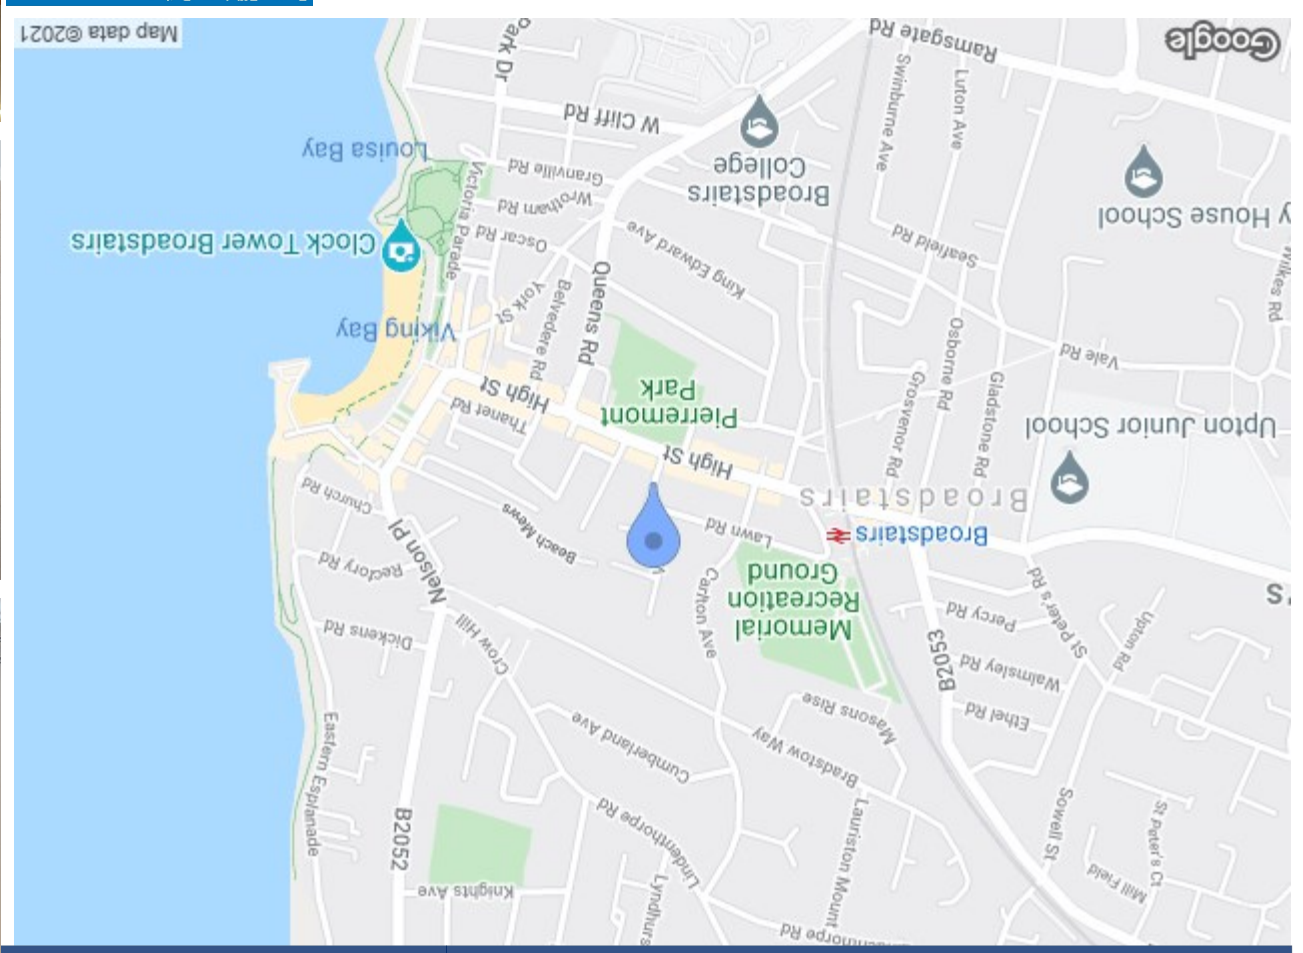 Mill Field
St Peter's Ct
Sowell St
Lauriston Mount
Lindenthorpe Rd
Knights Ave
B2052
Eastern Esplanade
Ethel Rd
Walmsley Rd
Percy Rd
Upton Rd
St Peter's Rd
B2053
Masons Rise
Bradstow Way
Cumberland Ave
Crow Hill
Dickens Rd
Rectory Rd
Church Rd
Nelson Pl
Memorial
Recreation
Ground
Carlton Ave
Lawn Rd
Beach Mews
Broadstairs
Broadstairs
Upton Junior School
Gladstone Rd
Osborne Rd
Grosvenor Rd
Vale Rd
High St
Pierremont
Park
Thanet Rd
High St
Queens Rd
Belvedere Rd
York St
Viking Bay
Wilkes Rd
Seafield Rd
King Edward Ave
Oscar Rd
Wrotham Rd
Granville Rd
Victoria Parade
Clock Tower Broadstairs
Louisa Bay
House School
Broadstairs
College
Luton Ave
Swinburne Ave
W Cliff Rd
Park Dr
Ramsgate Rd
Google
Map data ©2021